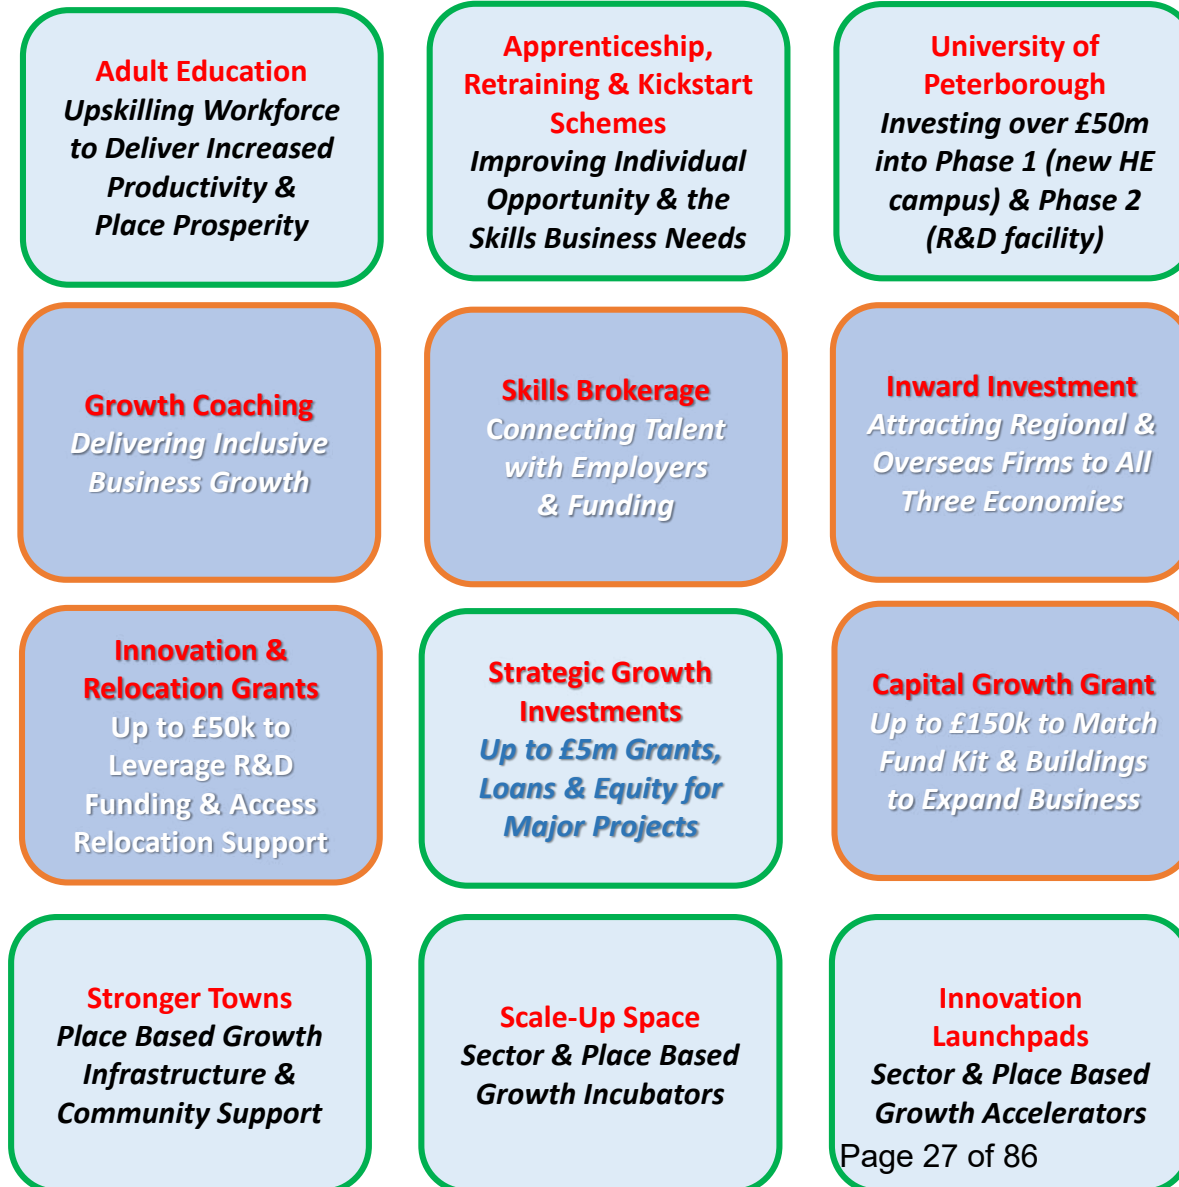 Adult Education
Upskilling Workforce
to Deliver Increased
Productivity &
Place Prosperity
Apprenticeship,
Retraining & Kickstart
Schemes
Improving Individual
Opportunity & the
Skills Business Needs
University of
Peterborough
Investing over £50m
into Phase 1 (new HE
campus) & Phase 2
(R&D facility)
Growth Coaching
Delivering Inclusive
Business Growth
Skills Brokerage
Connecting Talent
with Employers
& Funding
Inward Investment
Attracting Regional &
Overseas Firms to All
Three Economies
Innovation &
Relocation Grants
Up to £50k to
Leverage R&D
Funding & Access
Relocation Support
Strategic Growth
Investments
Up to £5m Grants,
Loans & Equity for
Major Projects
Capital Growth Grant
Up to £150k to Match
Fund Kit & Buildings
to Expand Business
Stronger Towns
Place Based Growth
Infrastructure &
Community Support
Scale-Up Space
Sector & Place Based
Growth Incubators
Innovation
Launchpads
Sector & Place Based
Growth Accelerators
Page 27 of 86